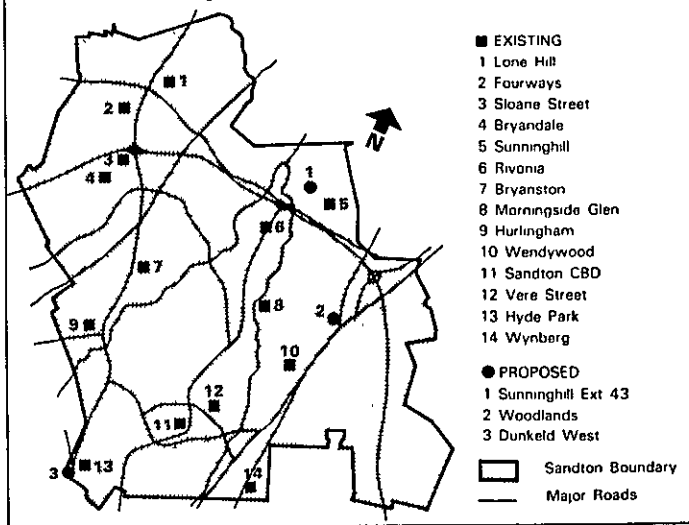 1
2
3
4
N
1
5
6
7
8
2
9
10
12
11
3
13
14
EXISTING
1 Lone Hill
2 Fourways
3 Sloane Street
4 Bryandale
5 Sunninghill
6 Rivonia
7 Bryanston
8 Morningside Glen
9 Hurlingham
10 Wendywood
11 Sandton CBD
12 Vere Street
13 Hyde Park
14 Wynberg
PROPOSED
1 Sunninghill Ext 43
2 Woodlands
3 Dunkeld West
Sandton Boundary
Major Roads